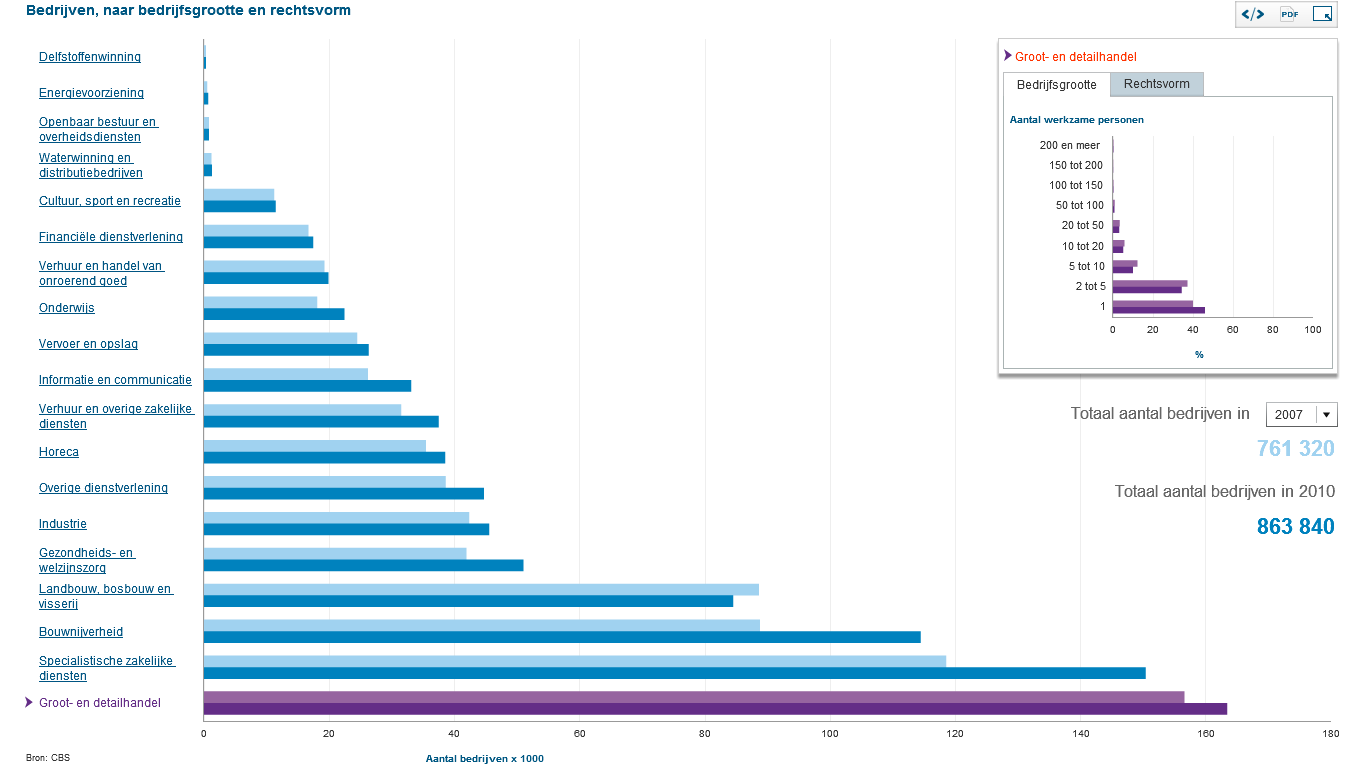 Bedrijven, naar bedrijfsgrootte en rechtsvorm
</>
PDF
Delfstoffenwinning
Energievoorziening
Openbaar bestuur en
overheidsdiensten
Waterwinning en
distributiebedrijven
Cultuur, sport en recreatie
Financiële dienstverlening
Verhuur en handel van
onroerend goed
Onderwijs
Vervoer en opslag
Informatie en communicatie
Verhuur en overige zakelijke
diensten
Horeca
Overige dienstverlening
Industrie
Gezondheids- en
welzijnszorg
Landbouw, bosbouw en
visserij
Bouwnijverheid
Specialistische zakelijke
diensten
Groot- en detailhandel
0 20 40 60 80 100 120 140 160 180
Aantal bedrijven x 1000
Bron: CBS
Groot- en detailhandel
Bedrijfsgrootte Rechtsvorm
Aantal werkzame personen
200 en meer
150 tot 200
100 tot 150
50 tot 100
20 tot 50
10 tot 20
5 tot 10
2 tot 5
1
0 20 40 60 80 100
%
Totaal aantal bedrijven in 2007
761 320
Totaal aantal bedrijven in 2010
863 840